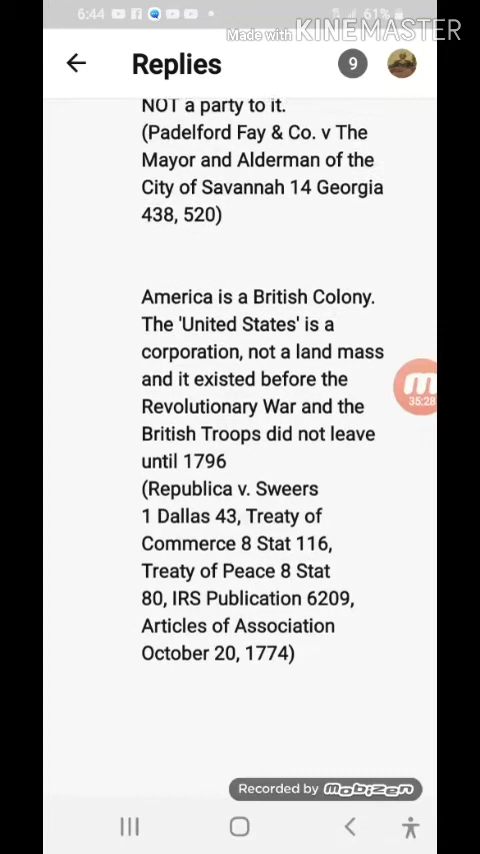 6:44
61%
Made with KINEMASTER
Replies
9
NOT a party to it.
(Padelford Fay & Co. v The
Mayor and Alderman of the
City of Savannah 14 Georgia
438, 520)
America is a British Colony.
The 'United States' is a
corporation, not a land mass
and it existed before the
Revolutionary War and the
British Troops did not leave
until 1796
(Republica v. Sweers
1 Dallas 43, Treaty of
Commerce 8 Stat 116,
Treaty of Peace 8 Stat
80, IRS Publication 6209,
Articles of Association
October 20, 1774)
35:28
Recorded by mobizen